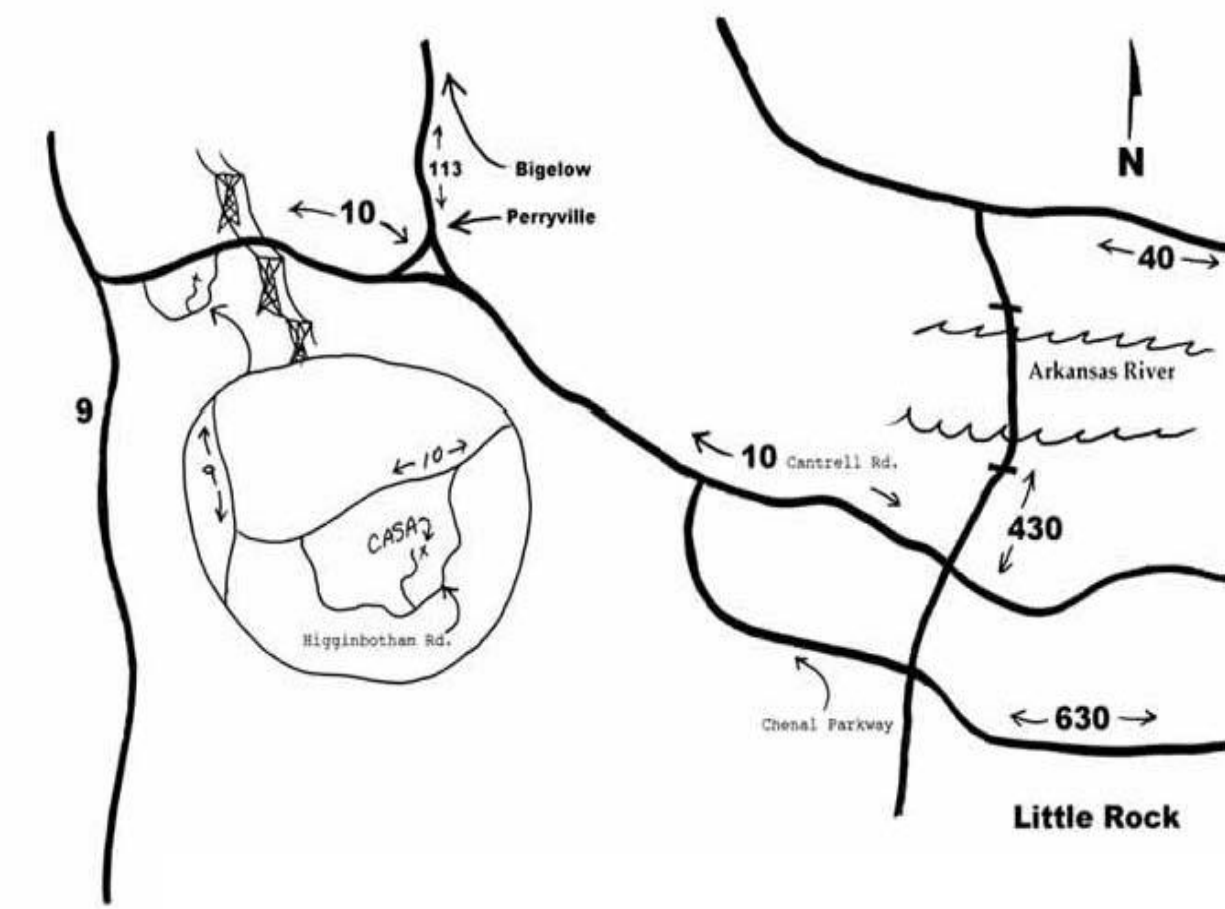 N
113
Bigelow
10
Perryville
40
Arkansas River
9
10 Cantrell Rd.
9
10
CASA
x
430
Higginbotham Rd.
Chenal Parkway
630
Little Rock